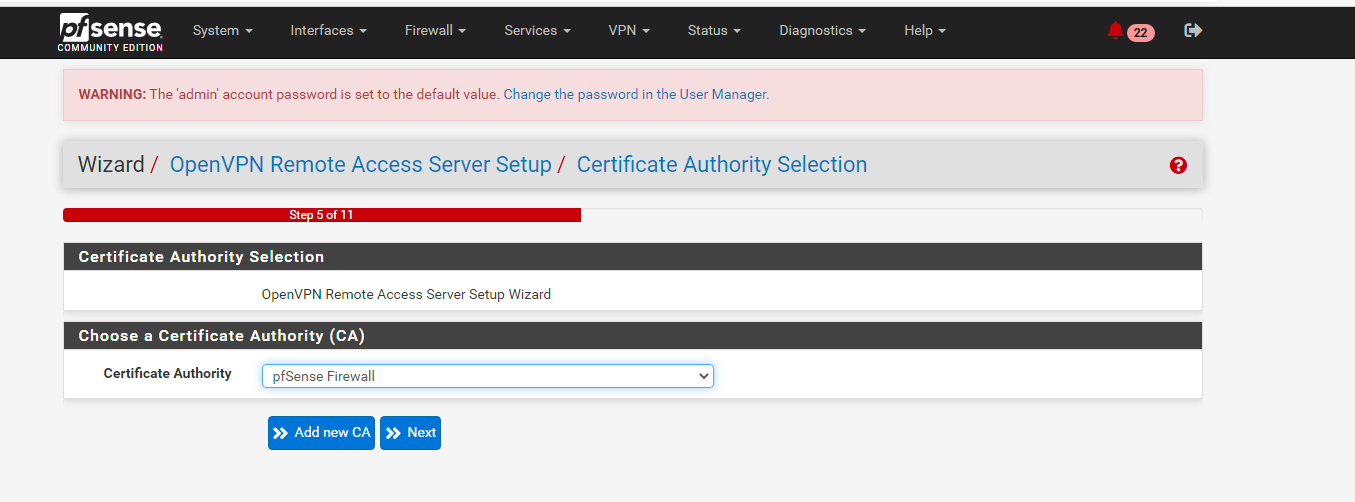 pfsense
COMMUNITY EDITION
System Interfaces Firewall Services VPN Status Diagnostics Help 22
WARNING: The 'admin' account password is set to the default value. Change the password in the User Manager.
Wizard / OpenVPN Remote Access Server Setup / Certificate Authority Selection
Step 5 of 11
Certificate Authority Selection
OpenVPN Remote Access Server Setup Wizard
Choose a Certificate Authority (CA)
Certificate Authority pfSense Firewall
Add new CA Next